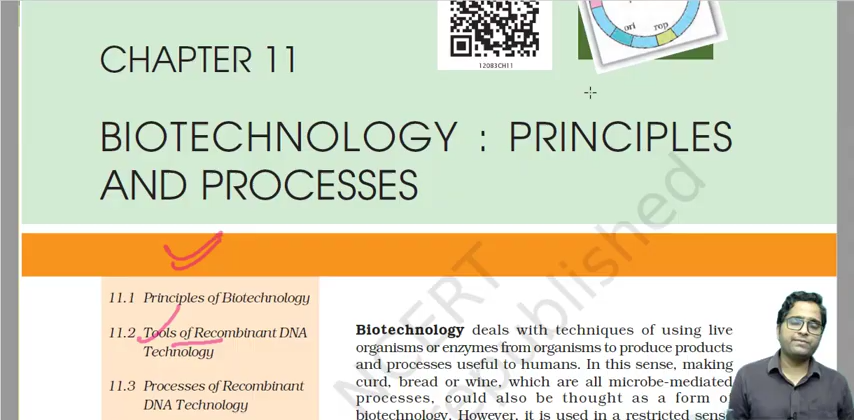 ori rop
12083CH11
CHAPTER 11
BIOTECHNOLOGY : PRINCIPLES
AND PROCESSES
11.1 Principles of Biotechnology
11.2 Tools of Recombinant DNA
Technology
11.3 Processes of Recombinant
DNA Technology
Biotechnology deals with techniques of using live
organisms or enzymes from organisms to produce products
and processes useful to humans. In this sense, making
curd, bread or wine, which are all microbe-mediated
processes, could also be thought as a form o
biotechnology. However, it is used in a restricted sens
NCERT
republished